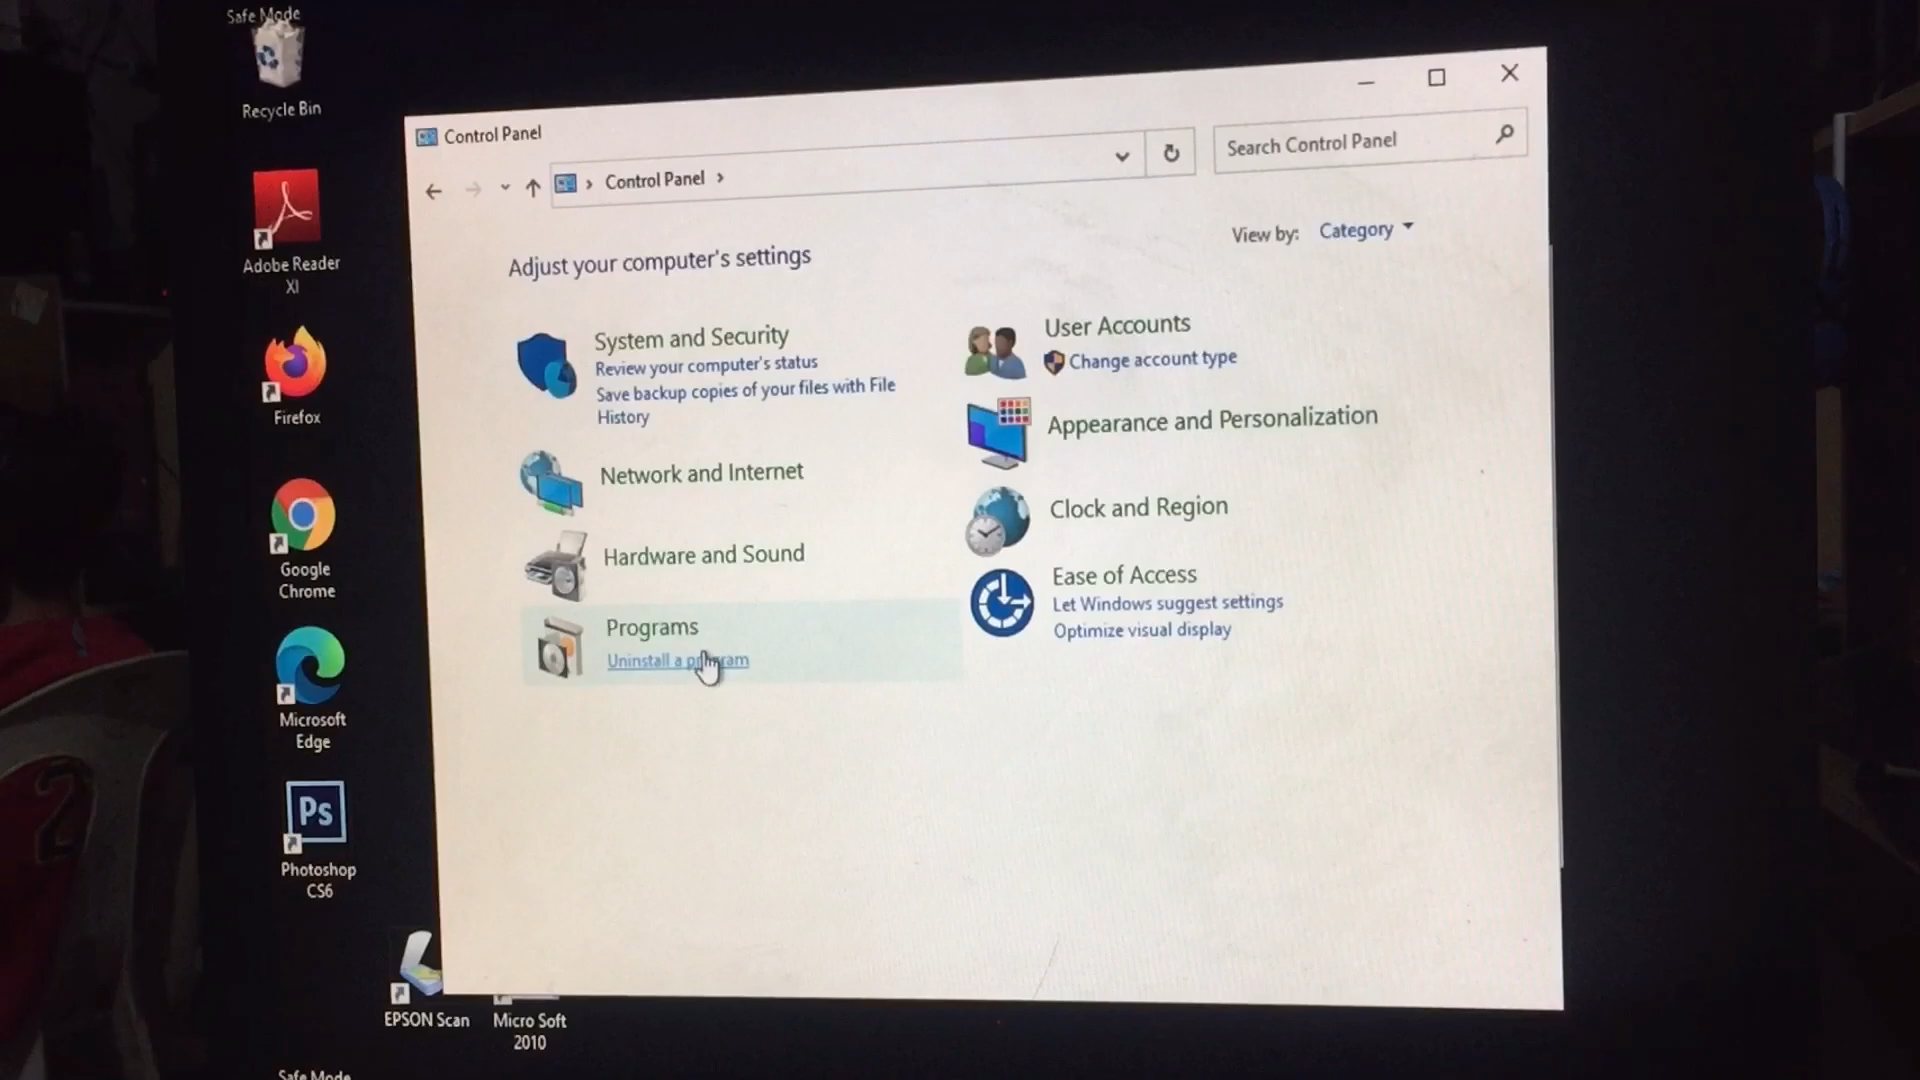 Safe Mode
Recycle Bin
Adobe Reader
XI
Firefox
Google
Chrome
Microsoft
Edge
Ps
Photoshop
CS6
EPSON Scan
Micro Soft
2010
Safe Mode
Control Panel
Control Panel
Search Control Panel
View by: Category
Adjust your computer's settings
System and Security
Review your computer's status
Save backup copies of your files with File
History
Network and Internet
Hardware and Sound
Programs
Uninstall a program
User Accounts
Change account type
Appearance and Personalization
Clock and Region
Ease of Access
Let Windows suggest settings
Optimize visual display
2